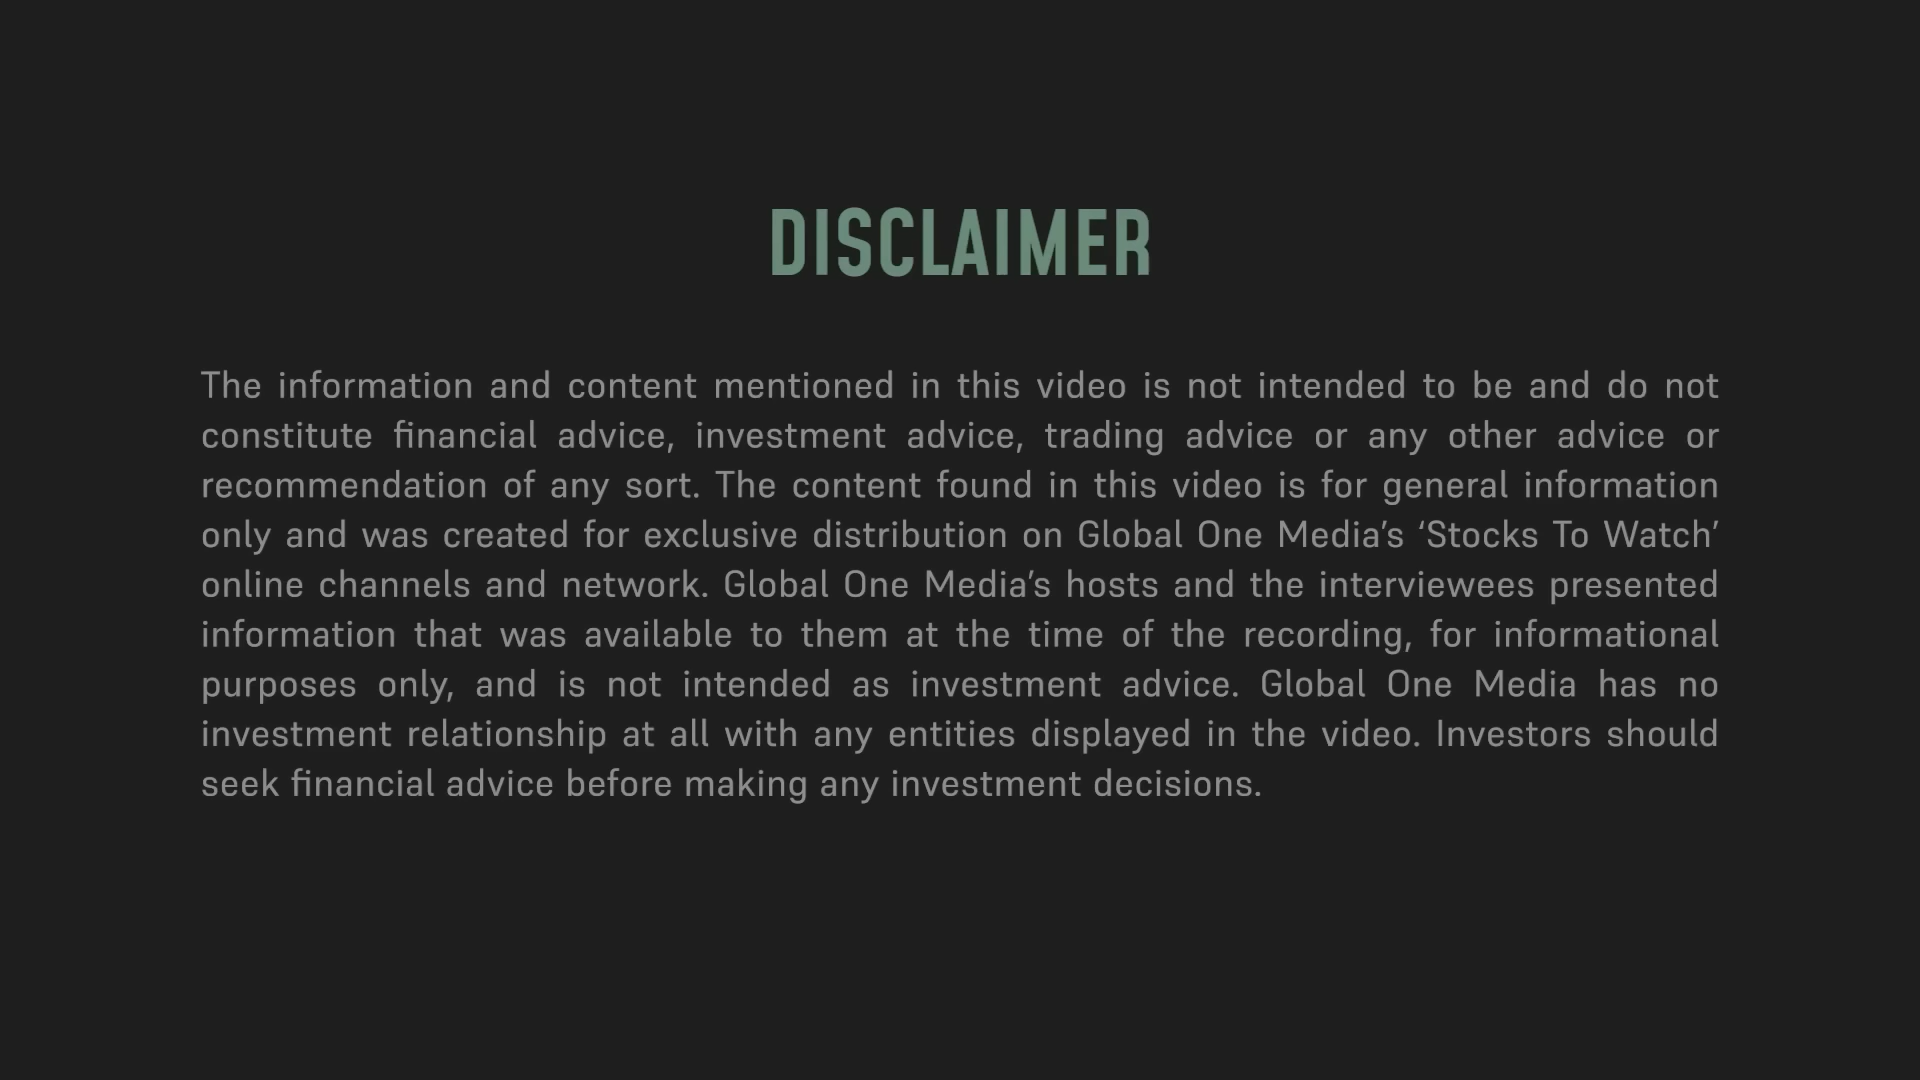 DISCLAIMER
The information and content mentioned in this video is not intended to be and do not
constitute financial advice, investment advice, trading advice or any other advice or
recommendation of any sort. The content found in this video is for general information
only and was created for exclusive distribution on Global One Media’s ‘Stocks To Watch’
online channels and network. Global One Media’s hosts and the interviewees presented
information that was available to them at the time of the recording, for informational
purposes only, and is not intended as investment advice. Global One Media has no
investment relationship at all with any entities displayed in the video. Investors should
seek financial advice before making any investment decisions.